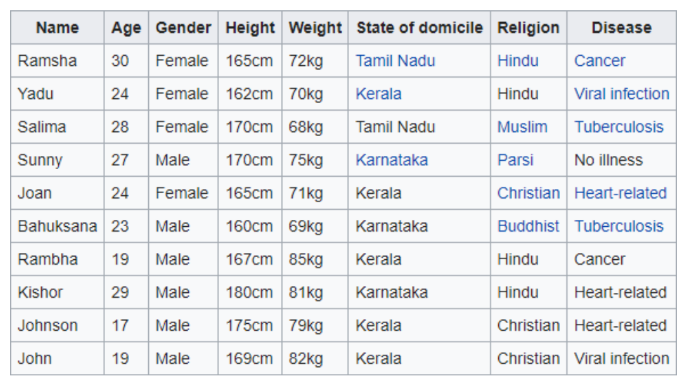 Name Age Gender Height Weight State of domicile Religion Disease
Ramsha 30 Female 165cm 72kg Tamil Nadu Hindu Cancer
Yadu 24 Female 162cm 70kg Kerala Hindu Viral infection
Salima 28 Female 170cm 68kg Tamil Nadu Muslim Tuberculosis
Sunny 27 Male 170cm 75kg Karnataka Parsi No illness
Joan 24 Female 165cm 71kg Kerala Christian Heart-related
Bahuksana 23 Male 160cm 69kg Karnataka Buddhist Tuberculosis
Rambha 19 Male 167cm 85kg Kerala Hindu Cancer
Kishor 29 Male 180cm 81kg Karnataka Hindu Heart-related
Johnson 17 Male 175cm 79kg Kerala Christian Heart-related
John 19 Male 169cm 82kg Kerala Christian Viral infection